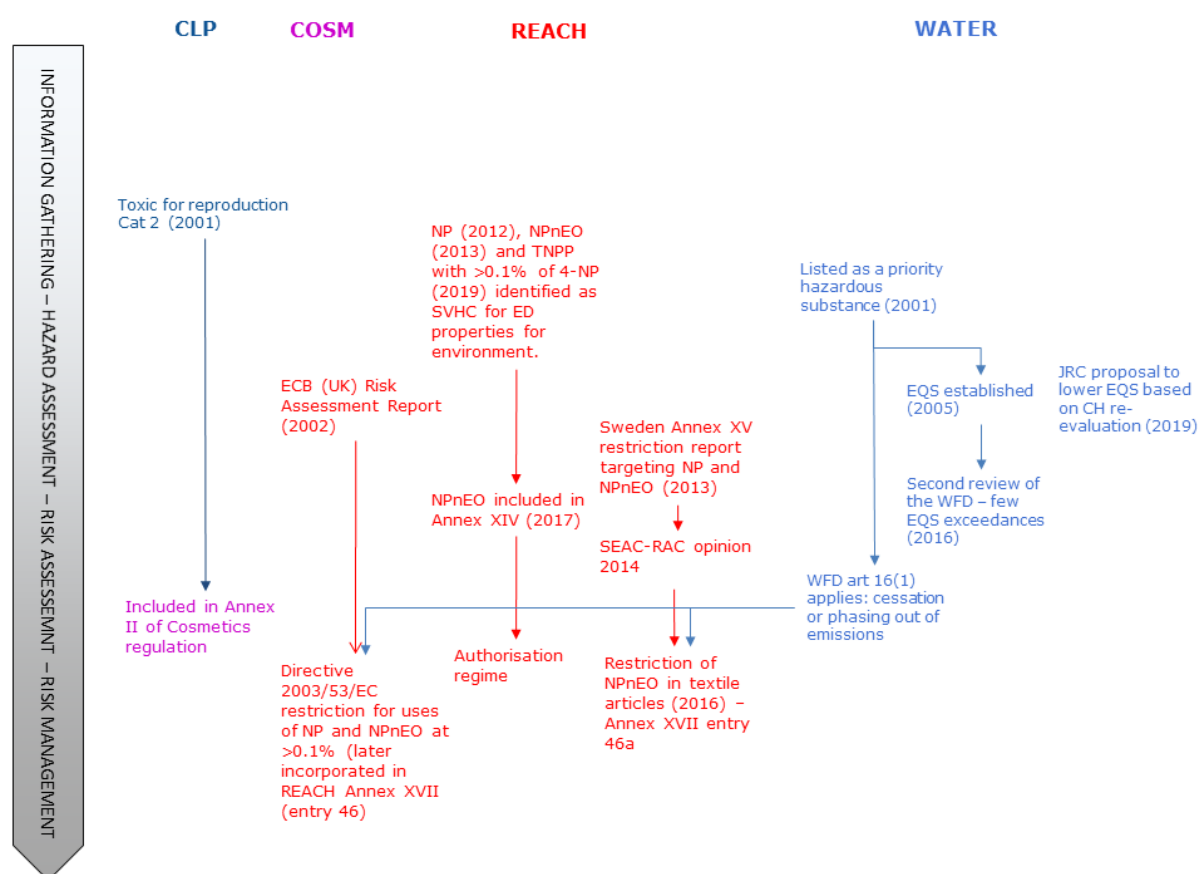 CLP
COSM
REACH
WATER
INFORMATION GATHERING – HAZARD ASSESSMENT – RISK ASSESSEMNT – RISK MANAGEMENT
Toxic for reproduction
Cat 2 (2001)
Included in Annex
II of Cosmetics
regulation
ECB (UK) Risk
Assessment Report
(2002)
Directive
2003/53/EC
restriction for uses
of NP and NPnEO at
>0.1% (later
incorporated in
REACH Annex XVII
(entry 46)
NP (2012), NPnEO
(2013) and TNPP
with >0.1% of 4-NP
(2019) identified as
SVHC for ED
properties for
environment.
NPnEO included in
Annex XIV (2017)
Authorisation
regime
Sweden Annex XV
restriction report
targeting NP and
NPnEO (2013)
SEAC-RAC opinion
2014
Restriction of
NPnEO in textile
articles (2016) –
Annex XVII entry
46a
Listed as a priority
hazardous
substance (2001)
EQS established
(2005)
JRC proposal to
lower EQS based
on CH re-
evaluation (2019)
Second review of
the WFD – few
EQS exceedances
(2016)
WFD art 16(1)
applies: cessation
or phasing out of
emissions